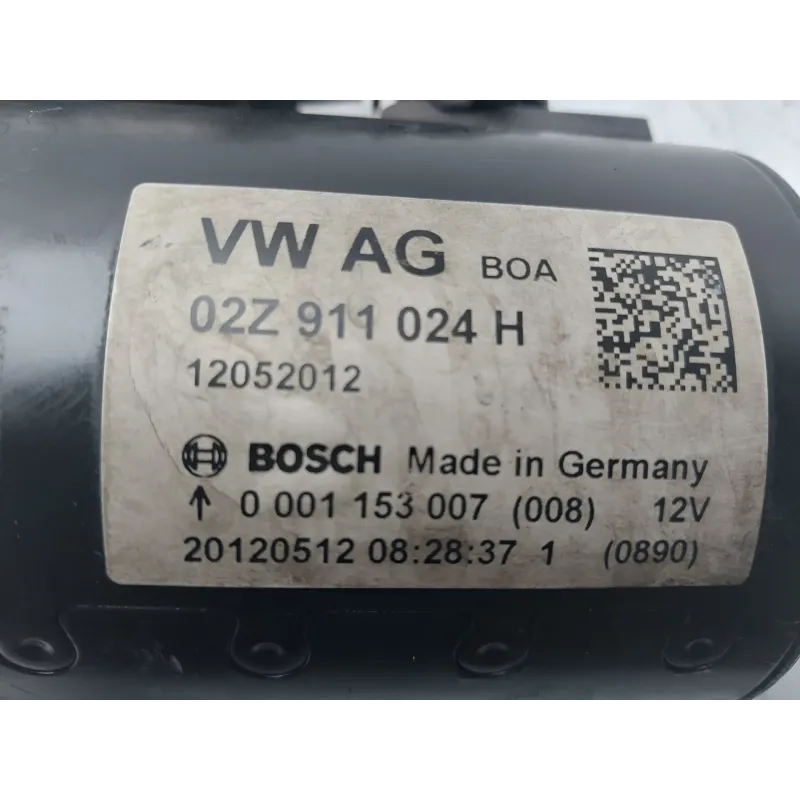 VW AG BOA
02Z 911 024 H
12052012
BOSCH Made in Germany
↑ 0 001 153 007 (008) 12V
20120512 08:28:37 1 (0890)